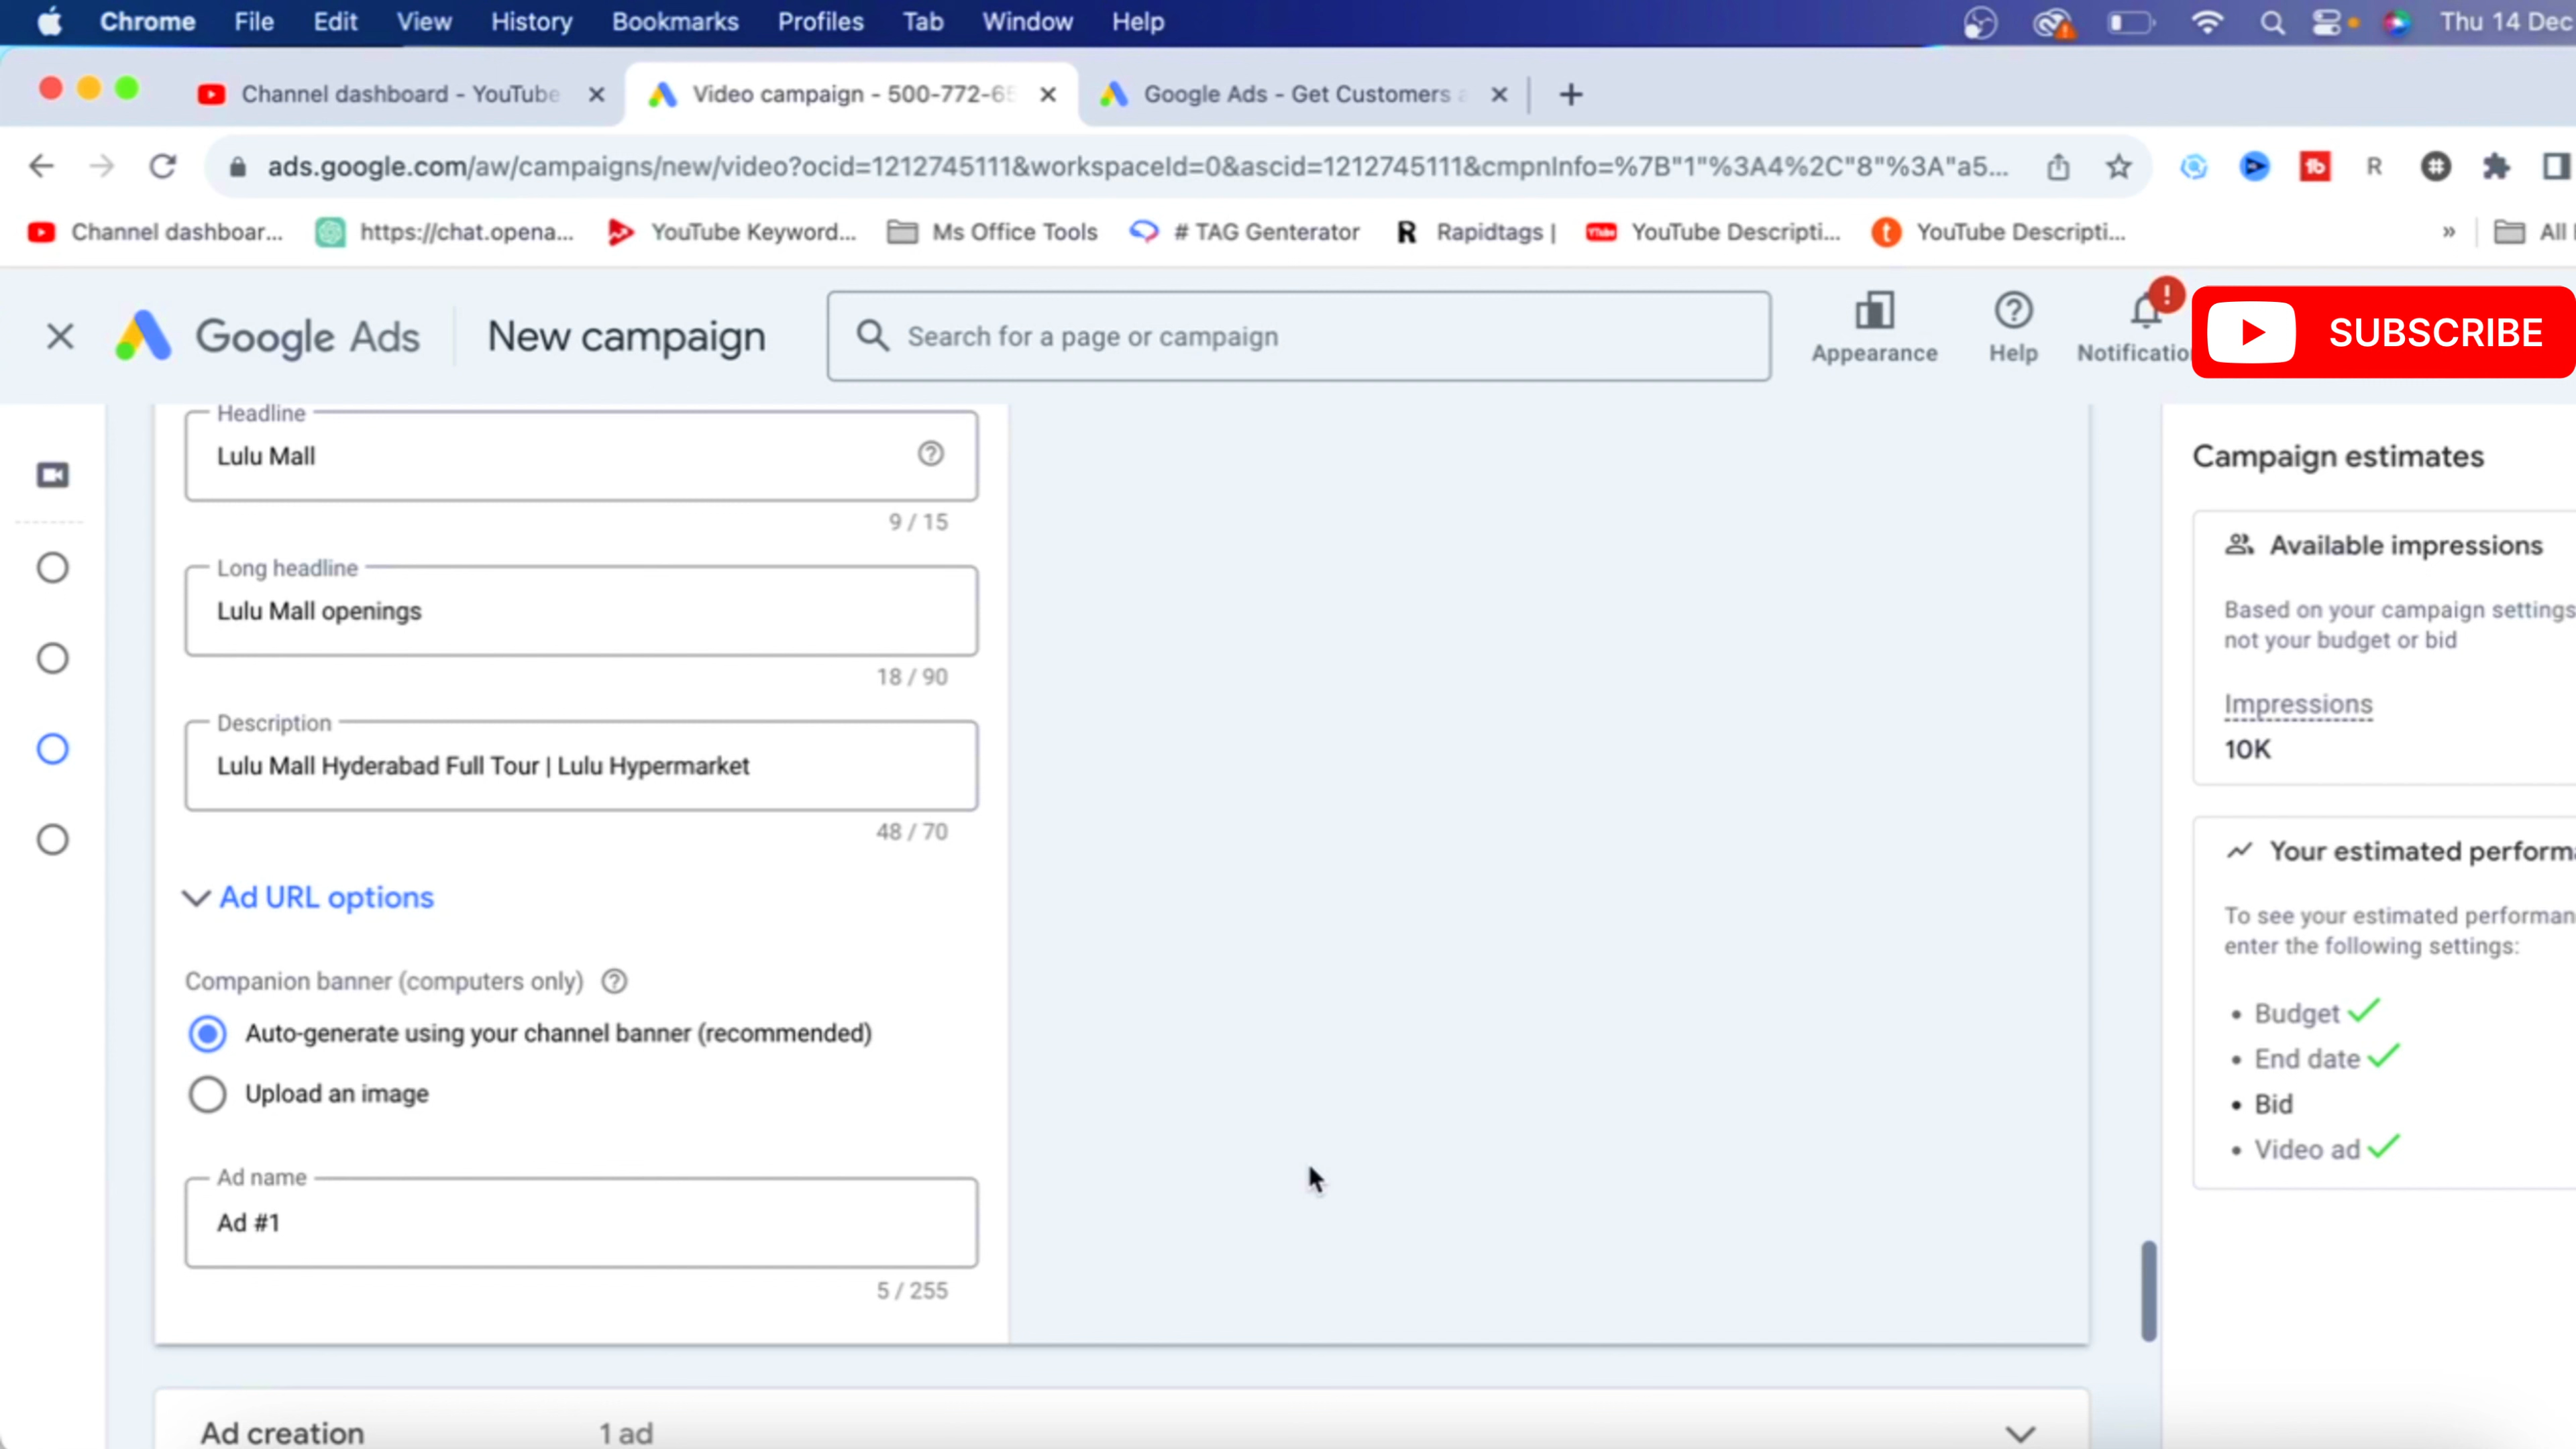 Chrome File Edit View History Bookmarks Profiles Tab Window Help Thu 14 Dec
Channel dashboard - YouTube
Video campaign - 500-772-65
Google Ads - Get Customers a
ads.google.com/aw/campaigns/new/video?ocid=1212745111&workspaceId=0&ascid=1212745111&cmpnInfo=%7B"1"%3A4%2C"8"%3A"a5...
Channel dashboar... https://chat.opena... YouTube Keyword... Ms Office Tools # TAG Genterator Rapidtags | YouTube Descripti... YouTube Descripti... » All
Google Ads New campaign
Search for a page or campaign
Appearance
Help
Notificatio
SUBSCRIBE
Headline
Lulu Mall
9 / 15
Long headline
Lulu Mall openings
18 / 90
Description
Lulu Mall Hyderabad Full Tour | Lulu Hypermarket
48 / 70
Ad URL options
Companion banner (computers only)
Auto-generate using your channel banner (recommended)
Upload an image
Ad name
Ad #1
5 / 255
Ad creation 1 ad
Campaign estimates
Available impressions
Based on your campaign settings
not your budget or bid
Impressions
10K
Your estimated perform
To see your estimated performan
enter the following settings:
• Budget
• End date
• Bid
• Video ad